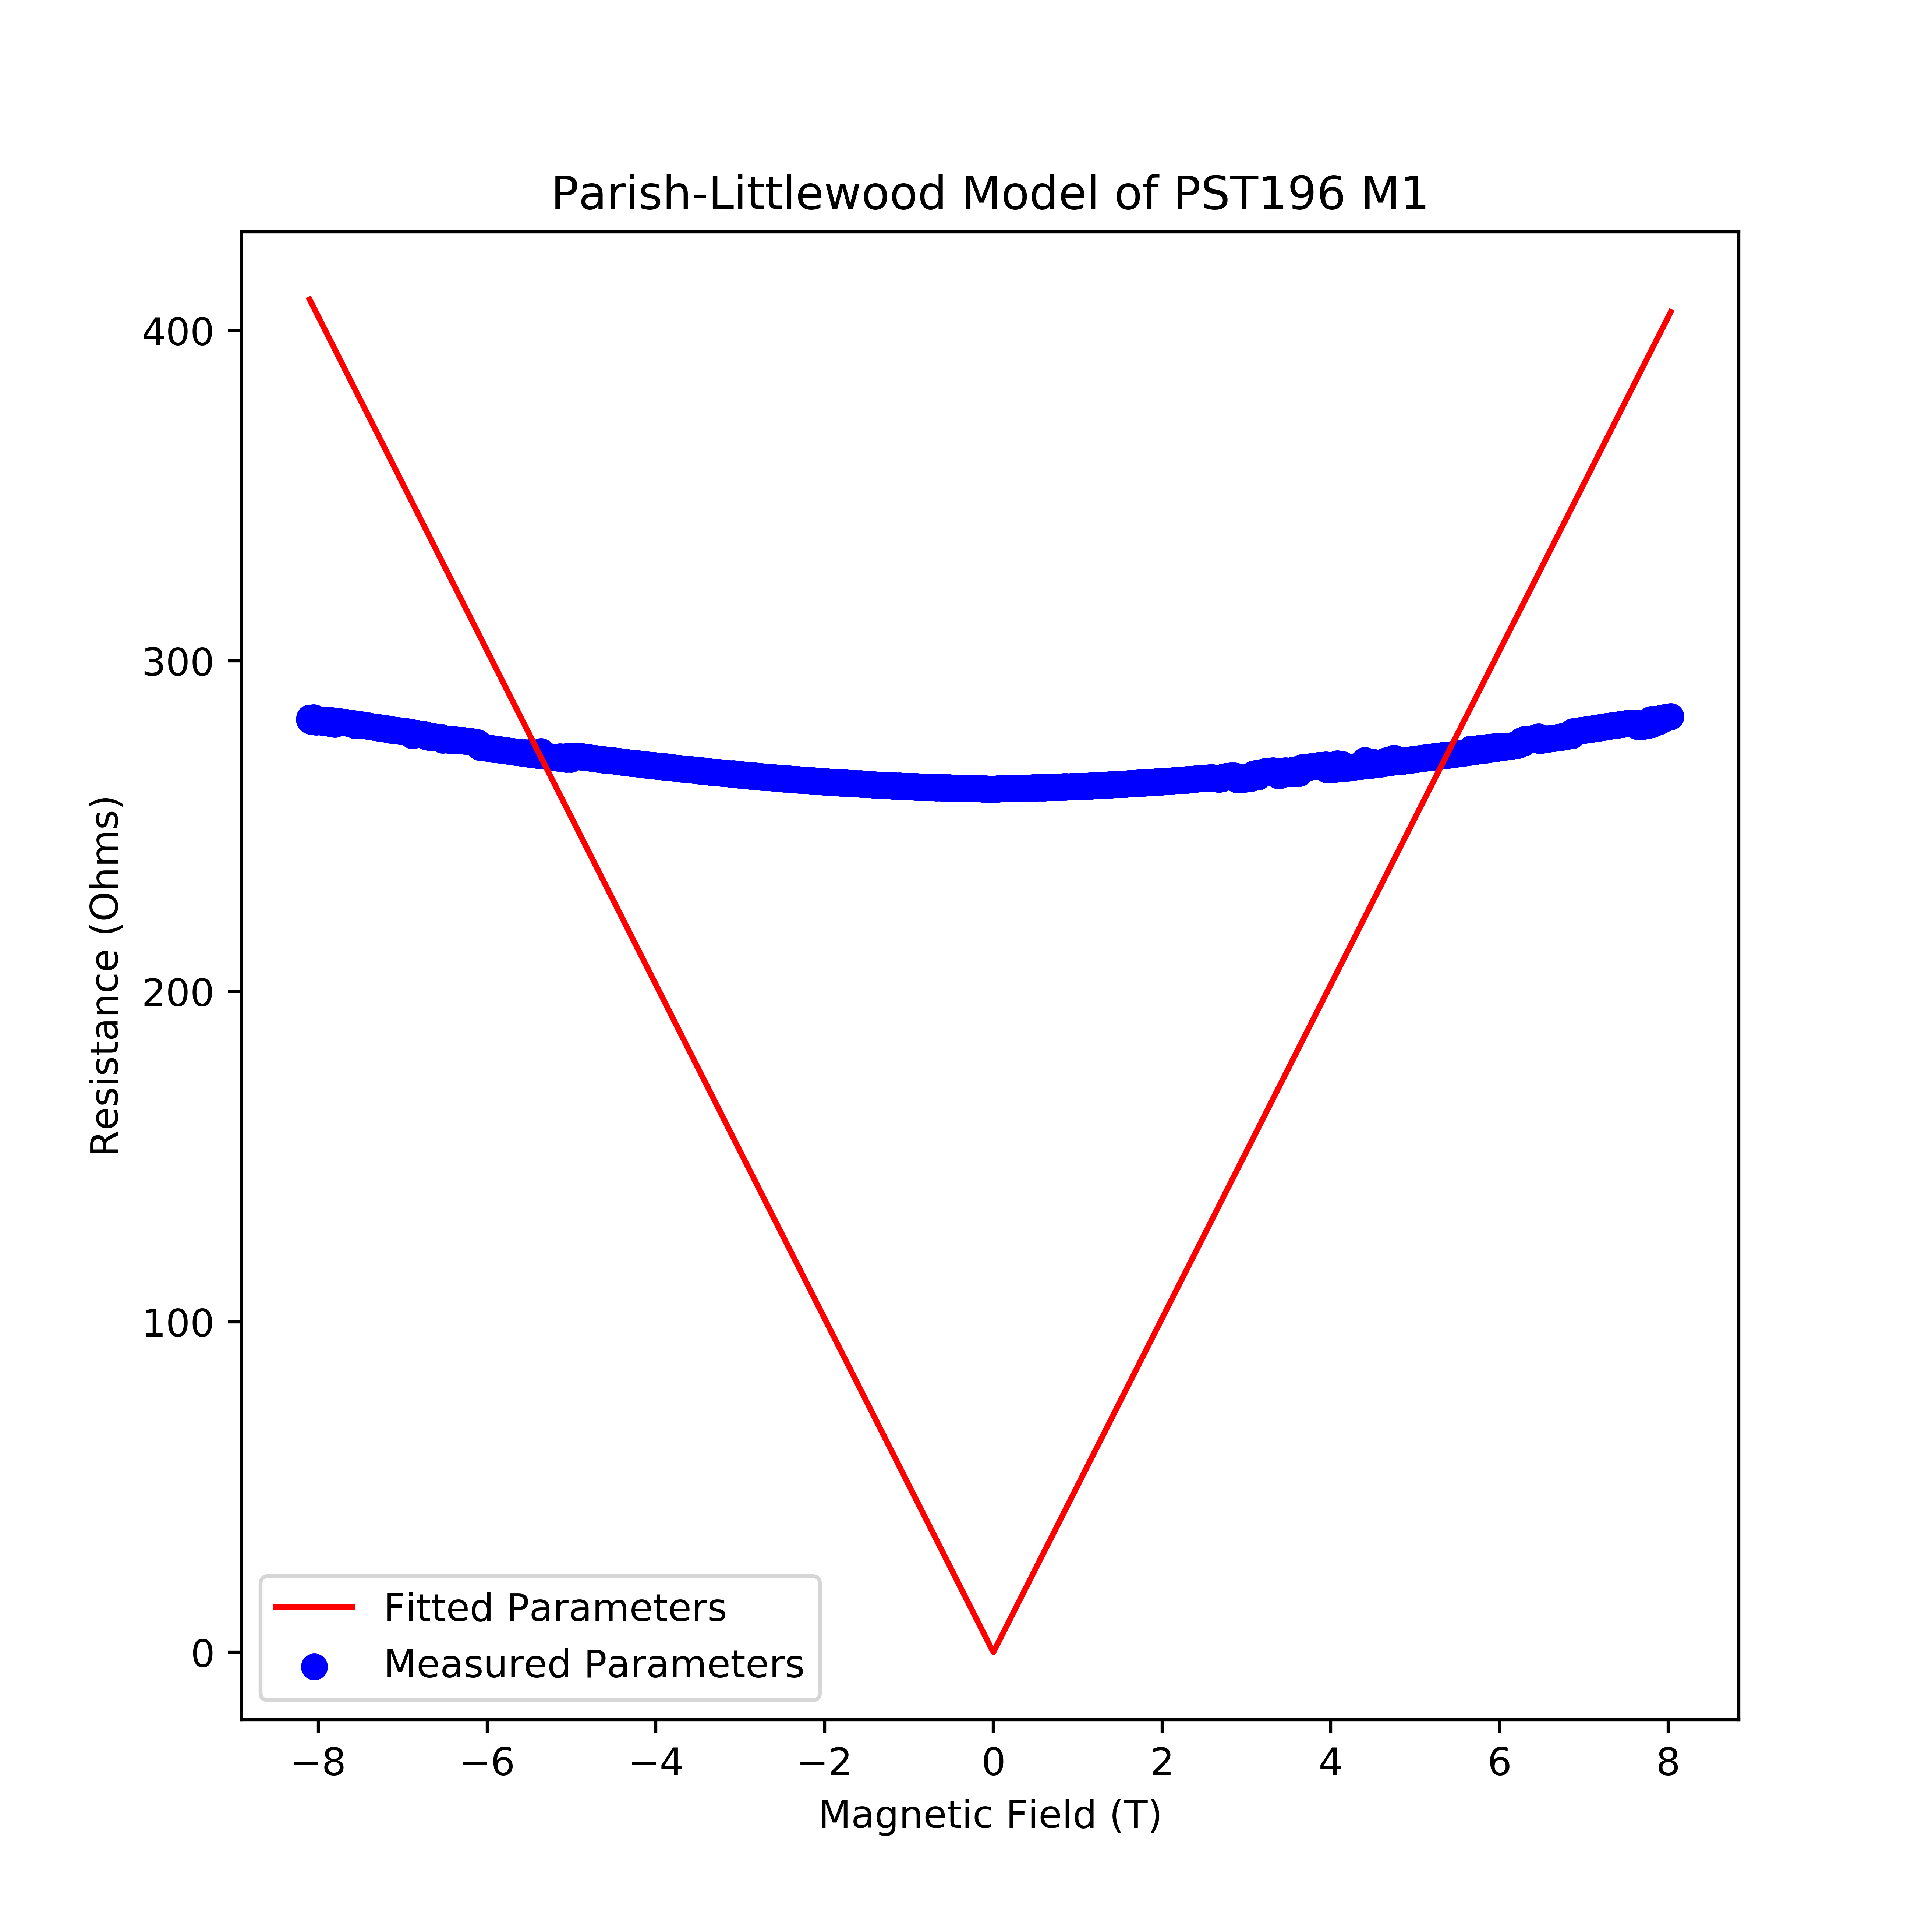 Parish-Littlewood Model of PST196 M1
400
300
200
100
0
Resistance (Ohms)
Fitted Parameters
Measured Parameters
−8 −6 −4 −2 0 2 4 6 8
Magnetic Field (T)